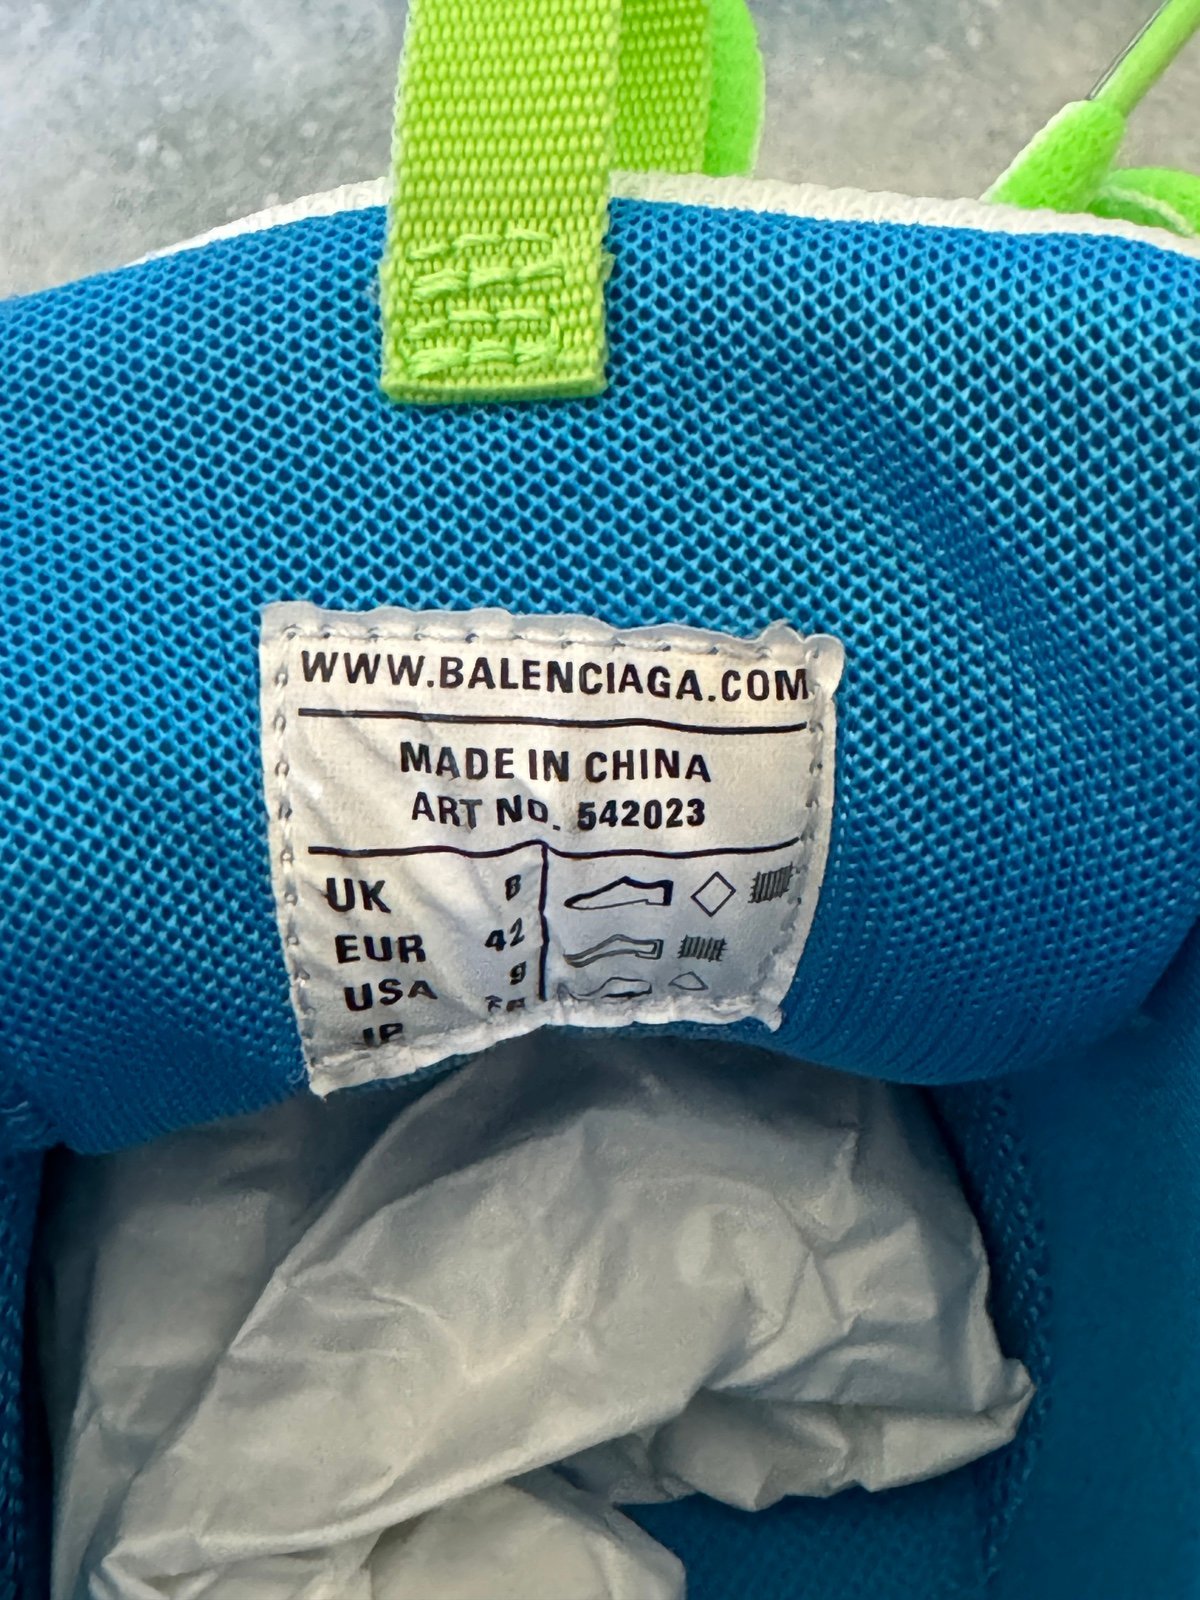 WWW.BALENCIAGA.COM
MADE IN CHINA
ART NO. 542023
UK 8
EUR 42
USA 9